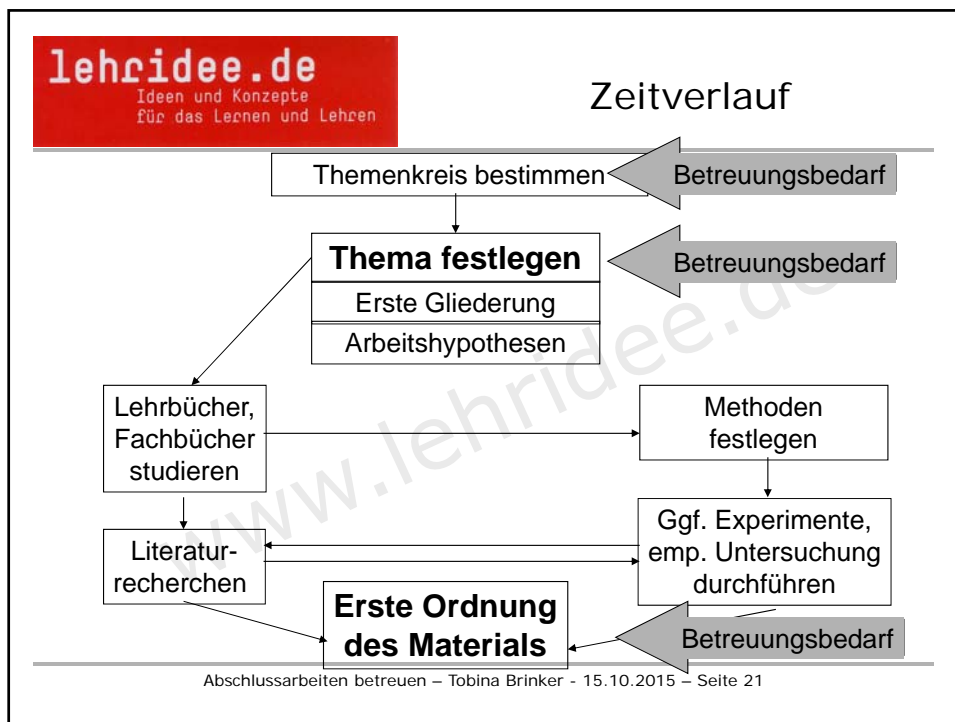 lehridee.de
Ideen und Konzepte
für das Lernen und Lehren
Zeitverlauf
Themenkreis bestimmen
Betreuungsbedarf
Thema festlegen
Betreuungsbedarf
Erste Gliederung
Arbeitshypothesen
Lehrbücher,
Fachbücher
studieren
Methoden
festlegen
Literatur-
recherchen
Ggf. Experimente,
emp. Untersuchung
durchführen
Erste Ordnung
des Materials
Betreuungsbedarf
www.lehridee.de
Abschlussarbeiten betreuen – Tobina Brinker - 15.10.2015 – Seite 21